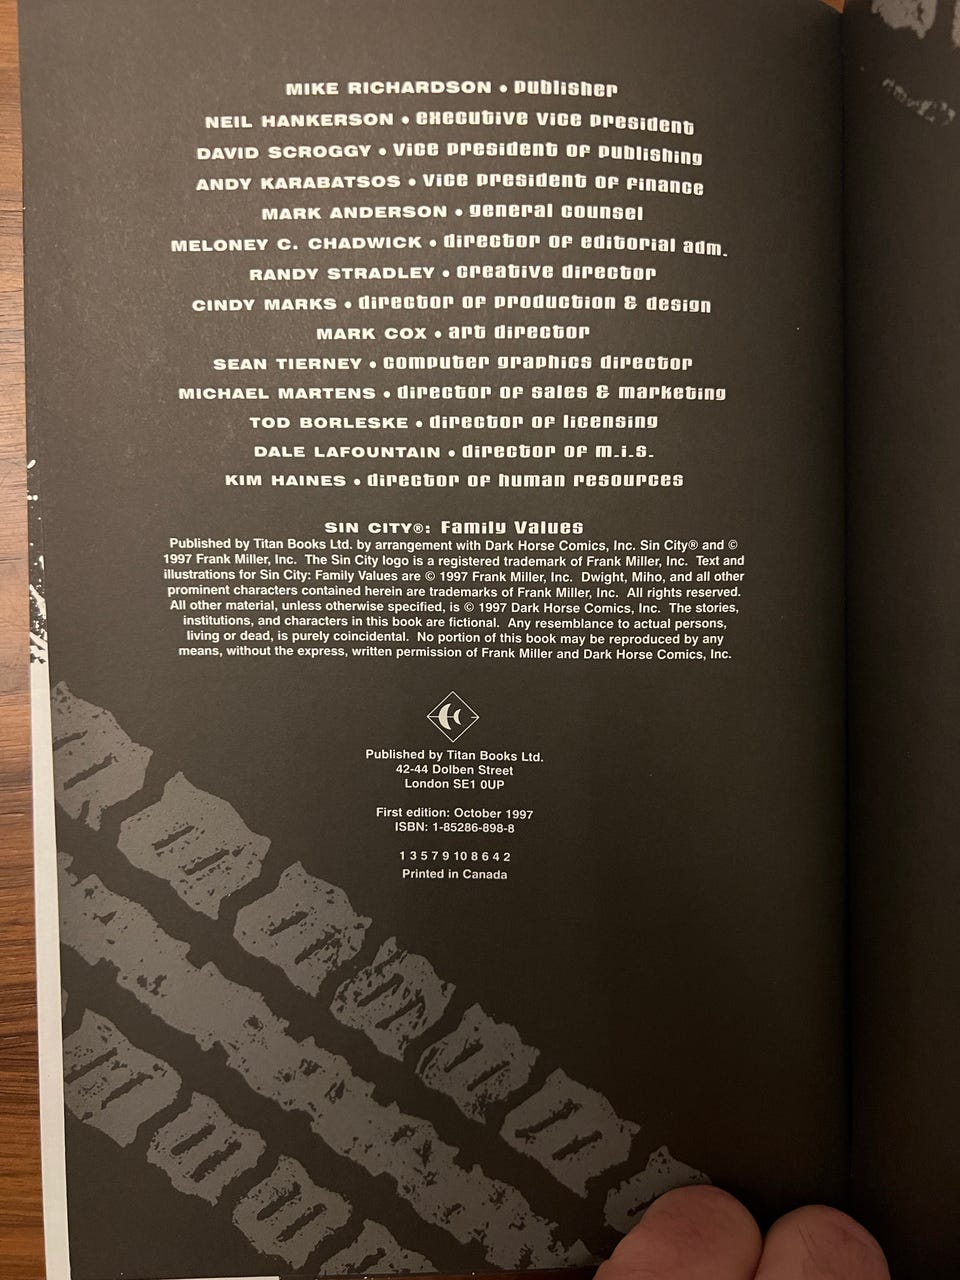 MIKE RICHARDSON • publisher
NEIL HANKERSON • executive vice president
DAVID SCROGGY • vice president of publishing
ANDY KARABATSOS • vice president of finance
MARK ANDERSON • general counsel
MELONEY C. CHADWICK • director of editorial adm.
RANDY STRADLEY • creative director
CINDY MARKS • director of production & design
MARK COX • art director
SEAN TIERNEY • computer graphics director
MICHAEL MARTENS • director of sales & marketing
TOD BORLESKE • director of licensing
DALE LAFOUNTAIN • director of m.i.s.
KIM HAINES • director of human resources
SIN CITY®: Family Values
Published by Titan Books Ltd. by arrangement with Dark Horse Comics, Inc. Sin City® and ©
1997 Frank Miller, Inc. The Sin City logo is a registered trademark of Frank Miller, Inc. Text and
illustrations for Sin City: Family Values are © 1997 Frank Miller, Inc. Dwight, Miho, and all other
prominent characters contained herein are trademarks of Frank Miller, Inc. All rights reserved.
All other material, unless otherwise specified, is © 1997 Dark Horse Comics, Inc. The stories,
institutions, and characters in this book are fictional. Any resemblance to actual persons,
living or dead, is purely coincidental. No portion of this book may be reproduced by any
means, without the express, written permission of Frank Miller and Dark Horse Comics, Inc.
Published by Titan Books Ltd.
42-44 Dolben Street
London SE1 0UP
First edition: October 1997
ISBN: 1-85286-898-8
1 3 5 7 9 10 8 6 4 2
Printed in Canada